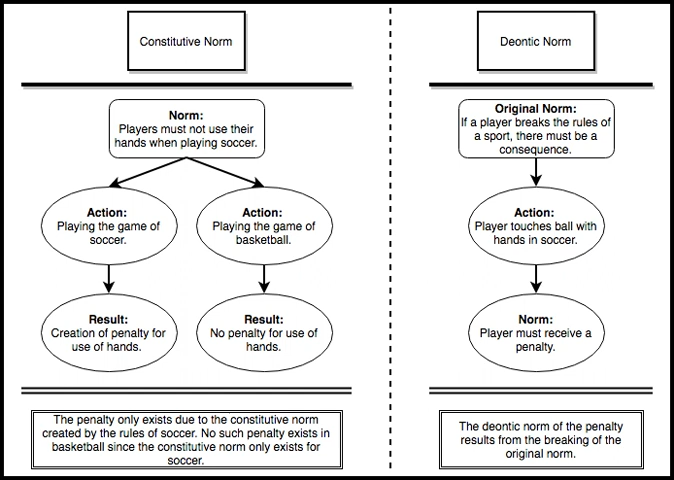 Constitutive Norm
Norm:
Players must not use their
hands when playing soccer.
Action:
Playing the game of
soccer.
Action:
Playing the game of
basketball.
Result:
Creation of penalty for
use of hands.
Result:
No penalty for use of
hands.
The penalty only exists due to the constitutive norm
created by the rules of soccer. No such penalty exists in
basketball since the constitutive norm only exists for
soccer.
Deontic Norm
Original Norm:
If a player breaks the rules of
a sport, there must be a
consequence.
Action:
Player touches ball with
hands in soccer.
Norm:
Player must receive a
penalty.
The deontic norm of the penalty
results from the breaking of the
original norm.